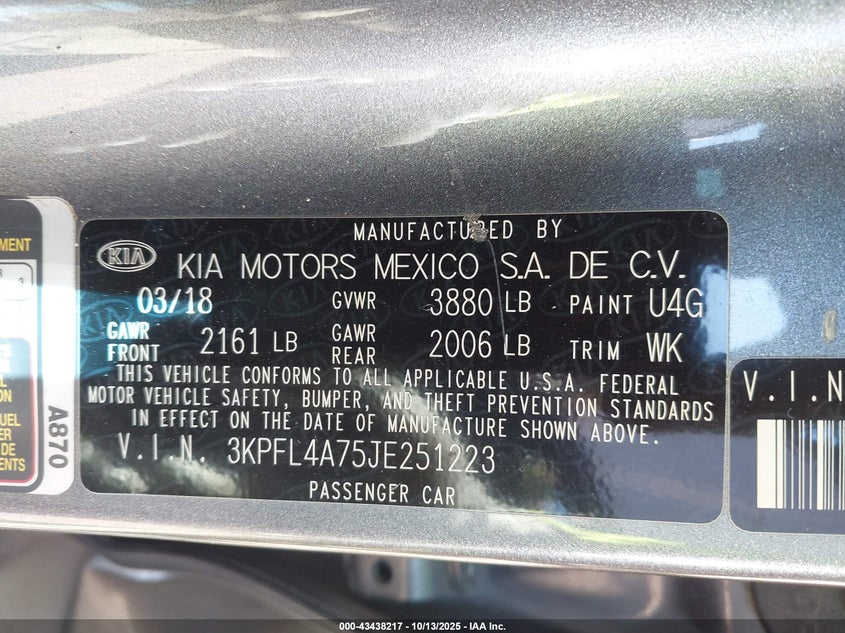 MANUFACTURED BY
KIA KIA MOTORS MEXICO S.A. DE C.V.
03/18 GVWR 3880 LB PAINT U4G
GAWR FRONT 2161 LB GAWR REAR 2006 LB TRIM WK
THIS VEHICLE CONFORMS TO ALL APPLICABLE U.S.A. FEDERAL
MOTOR VEHICLE SAFETY, BUMPER, AND THEFT PREVENTION STANDARDS
IN EFFECT ON THE DATE OF MANUFACTURE SHOWN ABOVE.
V.I.N. 3KPFL4A75JE251223
PASSENGER CAR
A870
V.I.N
000-43438217 - 10/13/2025 - IAA Inc.